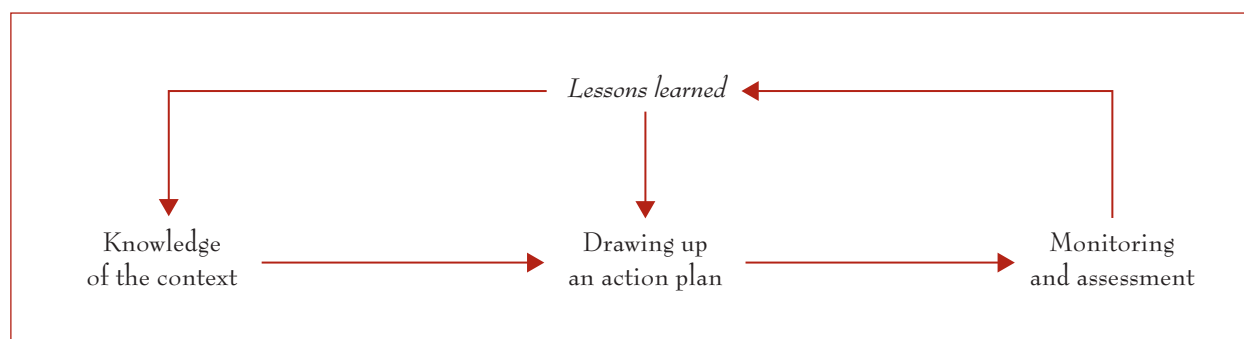 Lessons learned
Knowledge
of the context
Drawing up
an action plan
Monitoring
and assessment